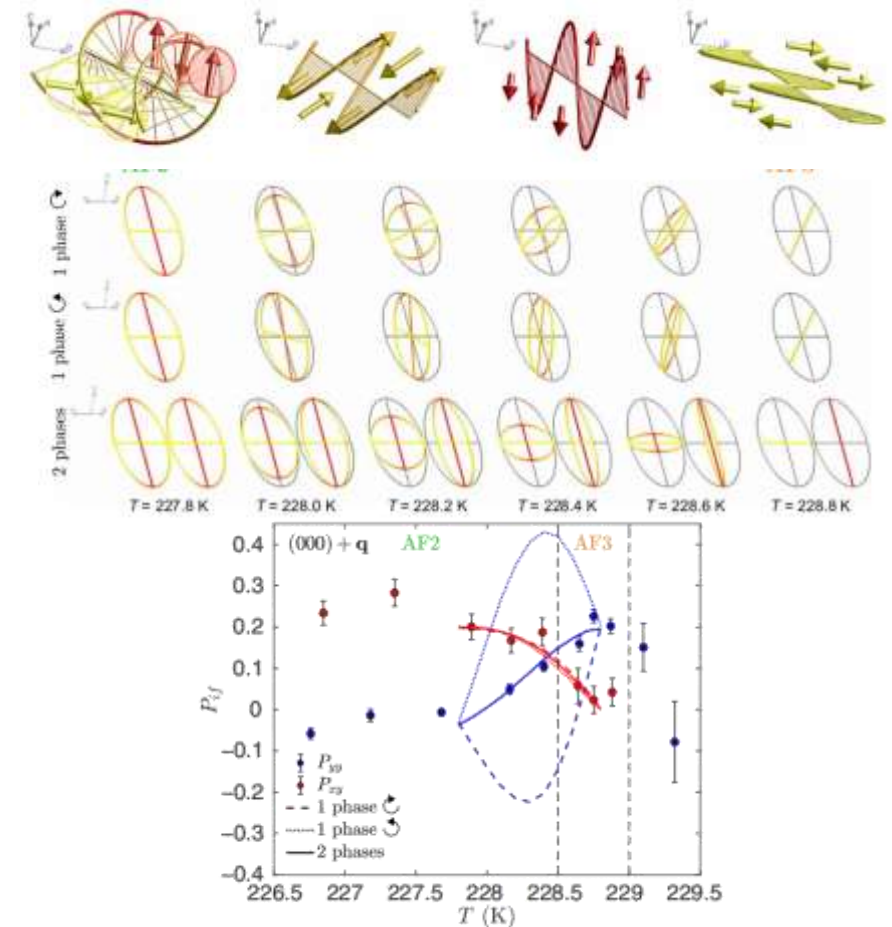 1 phase ↻
1 phase ↺
2 phases
T = 227.8 K T = 228.0 K T = 228.2 K T = 228.4 K T = 228.6 K T = 228.8 K
(000) + q AF2 AF3
0.4
0.3
0.2
0.1
0
-0.1
-0.2
-0.3
-0.4
P_if
P_yy
P_xy
1 phase ↻
1 phase ↺
2 phases
226.5 227 227.5 228 228.5 229 229.5
T (K)